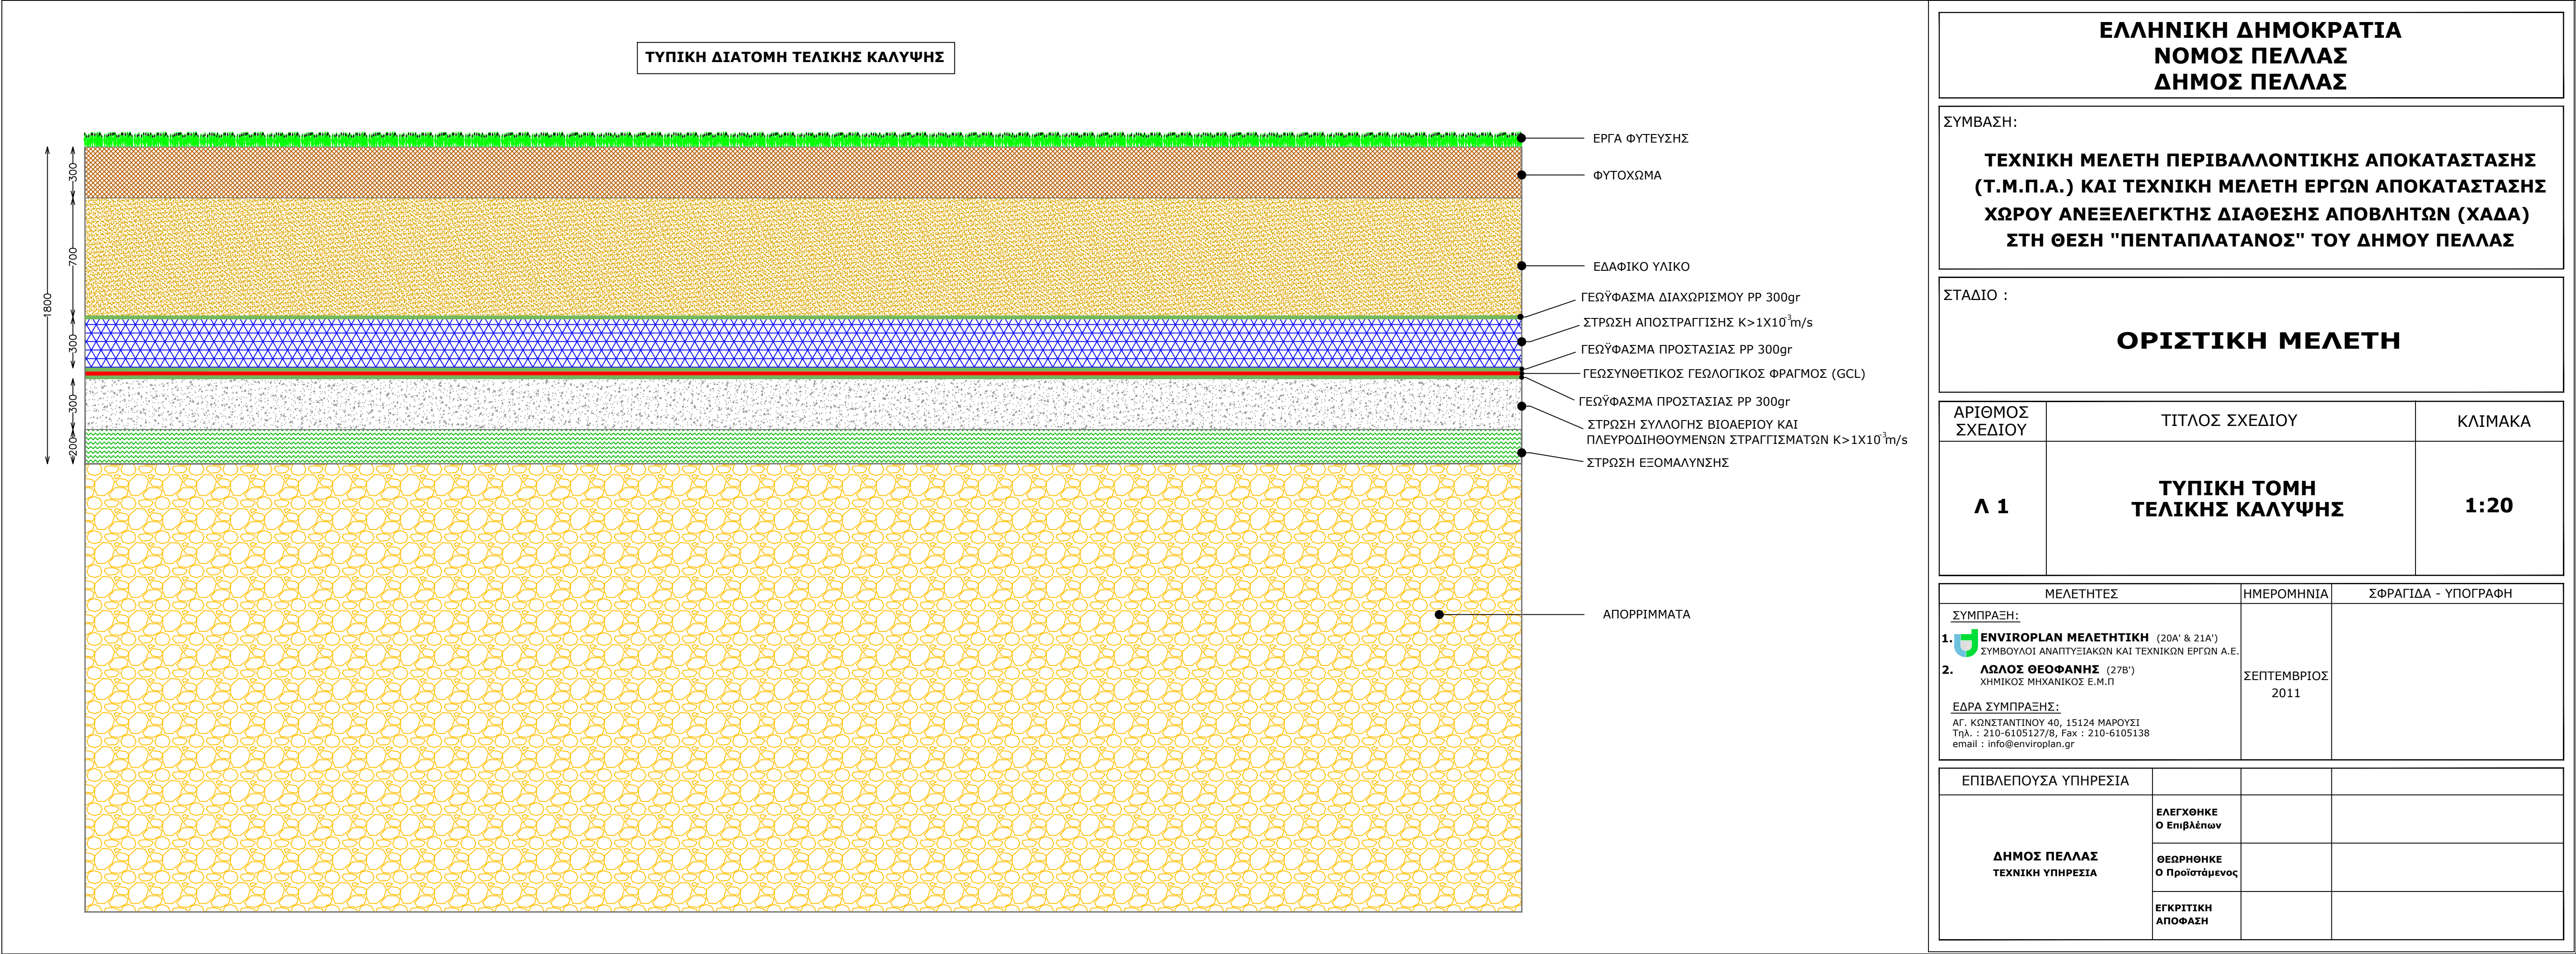 ΤΥΠΙΚΗ ΔΙΑΤΟΜΗ ΤΕΛΙΚΗΣ ΚΑΛΥΨΗΣ
1800
300
700
300
300
200
ΕΡΓΑ ΦΥΤΕΥΣΗΣ
ΦΥΤΟΧΩΜΑ
ΕΔΑΦΙΚΟ ΥΛΙΚΟ
ΓΕΩΫΦΑΣΜΑ ΔΙΑΧΩΡΙΣΜΟΥ PP 300gr
ΣΤΡΩΣΗ ΑΠΟΣΤΡΑΓΓΙΣΗΣ Κ>1Χ10⁻³m/s
ΓΕΩΫΦΑΣΜΑ ΠΡΟΣΤΑΣΙΑΣ PP 300gr
ΓΕΩΣΥΝΘΕΤΙΚΟΣ ΓΕΩΛΟΓΙΚΟΣ ΦΡΑΓΜΟΣ (GCL)
ΓΕΩΫΦΑΣΜΑ ΠΡΟΣΤΑΣΙΑΣ PP 300gr
ΣΤΡΩΣΗ ΣΥΛΛΟΓΗΣ ΒΙΟΑΕΡΙΟΥ ΚΑΙ
ΠΛΕΥΡΟΔΙΗΘΟΥΜΕΝΩΝ ΣΤΡΑΓΓΙΣΜΑΤΩΝ Κ>1Χ10⁻³m/s
ΣΤΡΩΣΗ ΕΞΟΜΑΛΥΝΣΗΣ
ΑΠΟΡΡΙΜΜΑΤΑ
ΕΛΛΗΝΙΚΗ ΔΗΜΟΚΡΑΤΙΑ
ΝΟΜΟΣ ΠΕΛΛΑΣ
ΔΗΜΟΣ ΠΕΛΛΑΣ
ΣΥΜΒΑΣΗ:
ΤΕΧΝΙΚΗ ΜΕΛΕΤΗ ΠΕΡΙΒΑΛΛΟΝΤΙΚΗΣ ΑΠΟΚΑΤΑΣΤΑΣΗΣ
(Τ.Μ.Π.Α.) ΚΑΙ ΤΕΧΝΙΚΗ ΜΕΛΕΤΗ ΕΡΓΩΝ ΑΠΟΚΑΤΑΣΤΑΣΗΣ
ΧΩΡΟΥ ΑΝΕΞΕΛΕΓΚΤΗΣ ΔΙΑΘΕΣΗΣ ΑΠΟΒΛΗΤΩΝ (ΧΑΔΑ)
ΣΤΗ ΘΕΣΗ "ΠΕΝΤΑΠΛΑΤΑΝΟΣ" ΤΟΥ ΔΗΜΟΥ ΠΕΛΛΑΣ
ΣΤΑΔΙΟ :
ΟΡΙΣΤΙΚΗ ΜΕΛΕΤΗ
ΑΡΙΘΜΟΣ
ΣΧΕΔΙΟΥ
ΤΙΤΛΟΣ ΣΧΕΔΙΟΥ
ΚΛΙΜΑΚΑ
Λ 1
ΤΥΠΙΚΗ ΤΟΜΗ
ΤΕΛΙΚΗΣ ΚΑΛΥΨΗΣ
1:20
ΜΕΛΕΤΗΤΕΣ
ΗΜΕΡΟΜΗΝΙΑ
ΣΦΡΑΓΙΔΑ - ΥΠΟΓΡΑΦΗ
ΣΥΜΠΡΑΞΗ:
1. ENVIROPLAN ΜΕΛΕΤΗΤΙΚΗ (20Α' & 21Α')
ΣΥΜΒΟΥΛΟΙ ΑΝΑΠΤΥΞΙΑΚΩΝ ΚΑΙ ΤΕΧΝΙΚΩΝ ΕΡΓΩΝ Α.Ε.
2. ΛΩΛΟΣ ΘΕΟΦΑΝΗΣ (27Β')
ΧΗΜΙΚΟΣ ΜΗΧΑΝΙΚΟΣ Ε.Μ.Π
ΕΔΡΑ ΣΥΜΠΡΑΞΗΣ:
ΑΓ. ΚΩΝΣΤΑΝΤΙΝΟΥ 40, 15124 ΜΑΡΟΥΣΙ
Τηλ. : 210-6105127/8, Fax : 210-6105138
email : info@enviroplan.gr
ΣΕΠΤΕΜΒΡΙΟΣ
2011
ΕΠΙΒΛΕΠΟΥΣΑ ΥΠΗΡΕΣΙΑ
ΔΗΜΟΣ ΠΕΛΛΑΣ
ΤΕΧΝΙΚΗ ΥΠΗΡΕΣΙΑ
ΕΛΕΓΧΘΗΚΕ
Ο Επιβλέπων
ΘΕΩΡΗΘΗΚΕ
Ο Προϊστάμενος
ΕΓΚΡΙΤΙΚΗ
ΑΠΟΦΑΣΗ